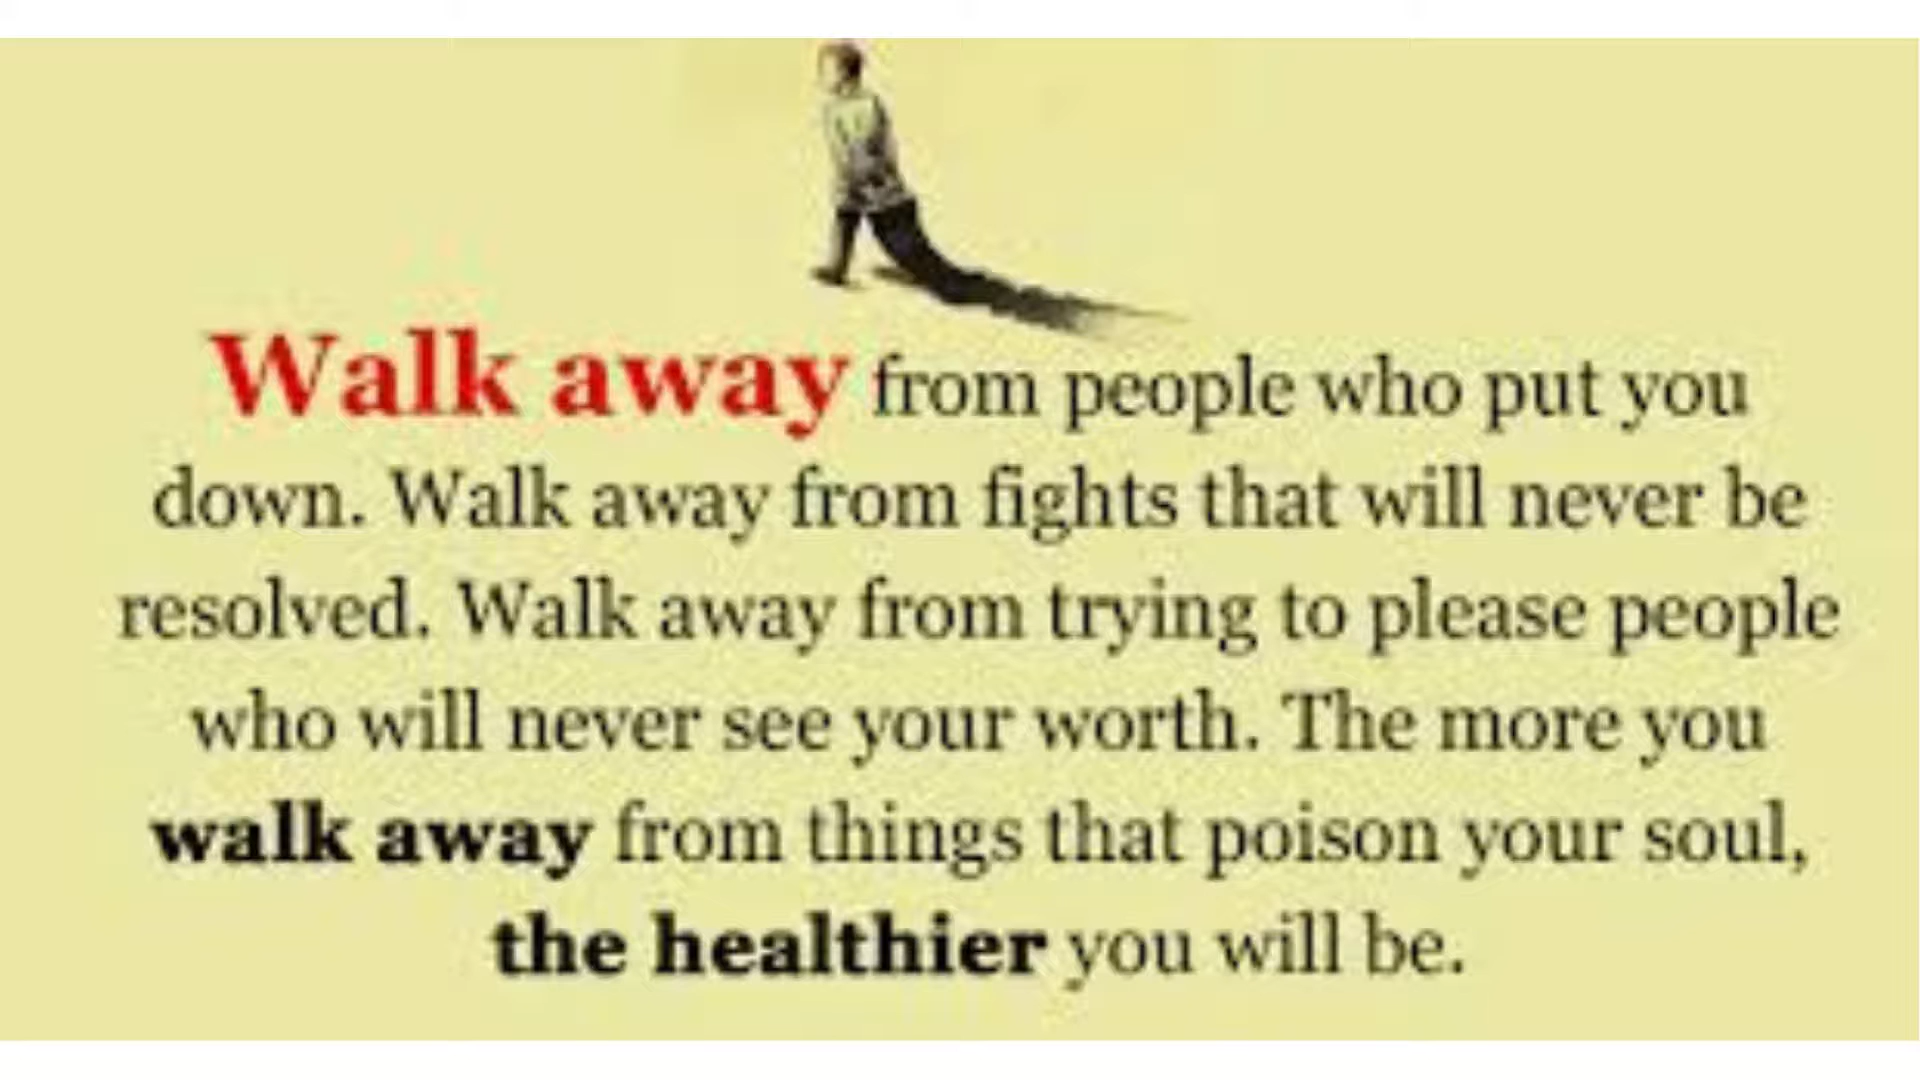 Walk away from people who put you
down. Walk away from fights that will never be
resolved. Walk away from trying to please people
who will never see your worth. The more you
walk away from things that poison your soul,
the healthier you will be.